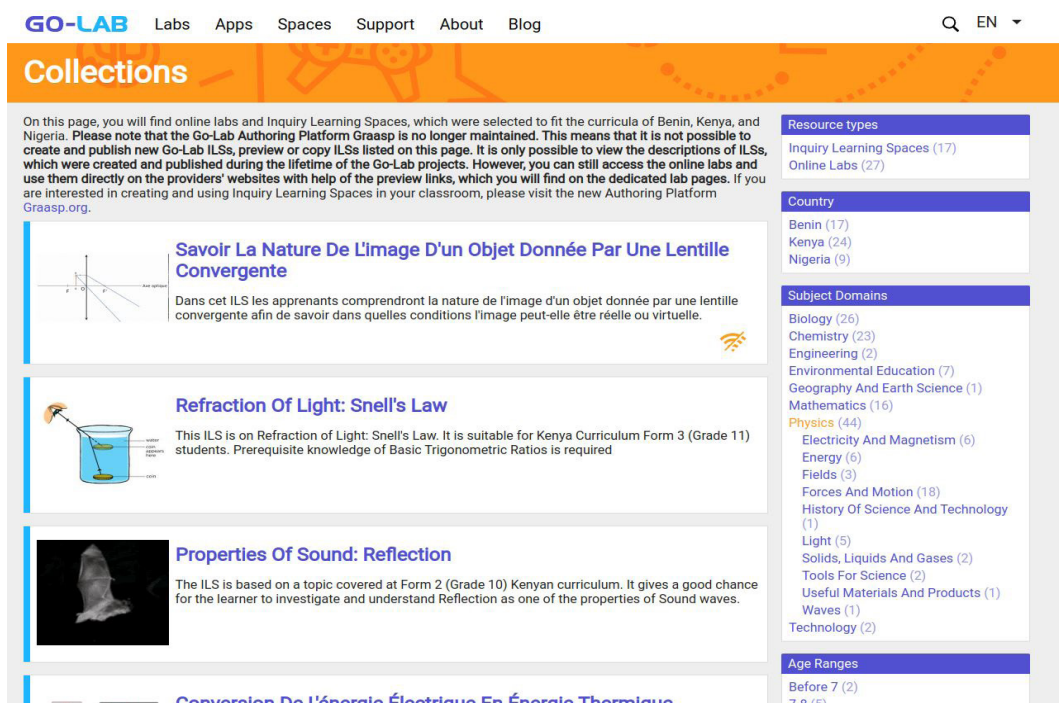 GO-LAB Labs Apps Spaces Support About Blog EN
Collections
On this page, you will find online labs and Inquiry Learning Spaces, which were selected to fit the curricula of Benin, Kenya, and
Nigeria. Please note that the Go-Lab Authoring Platform Graasp is no longer maintained. This means that it is not possible to
create and publish new Go-Lab ILSs, preview or copy ILSs listed on this page. It is only possible to view the descriptions of ILSs,
which were created and published during the lifetime of the Go-Lab projects. However, you can still access the online labs and
use them directly on the providers' websites with help of the preview links, which you will find on the dedicated lab pages. If you
are interested in creating and using Inquiry Learning Spaces in your classroom, please visit the new Authoring Platform
Graasp.org.
Savoir La Nature De L'image D'un Objet Donnée Par Une Lentille
Convergente
Dans cet ILS les apprenants comprendront la nature de l'image d'un objet donnée par une lentille
convergente afin de savoir dans quelles conditions l'image peut-elle être réelle ou virtuelle.
Refraction Of Light: Snell's Law
This ILS is on Refraction of Light: Snell's Law. It is suitable for Kenya Curriculum Form 3 (Grade 11)
students. Prerequisite knowledge of Basic Trigonometric Ratios is required
water
coin
appears
here
coin
Properties Of Sound: Reflection
The ILS is based on a topic covered at Form 2 (Grade 10) Kenyan curriculum. It gives a good chance
for the learner to investigate and understand Reflection as one of the properties of Sound waves.
Conversion De L'énergie Électrique En Énergie Thermique
Resource types
Inquiry Learning Spaces (17)
Online Labs (27)
Country
Benin (17)
Kenya (24)
Nigeria (9)
Subject Domains
Biology (26)
Chemistry (23)
Engineering (2)
Environmental Education (7)
Geography And Earth Science (1)
Mathematics (16)
Physics (44)
Electricity And Magnetism (6)
Energy (6)
Fields (3)
Forces And Motion (18)
History Of Science And Technology
(1)
Light (5)
Solids, Liquids And Gases (2)
Tools For Science (2)
Useful Materials And Products (1)
Waves (1)
Technology (2)
Age Ranges
Before 7 (2)
7-8 (5)